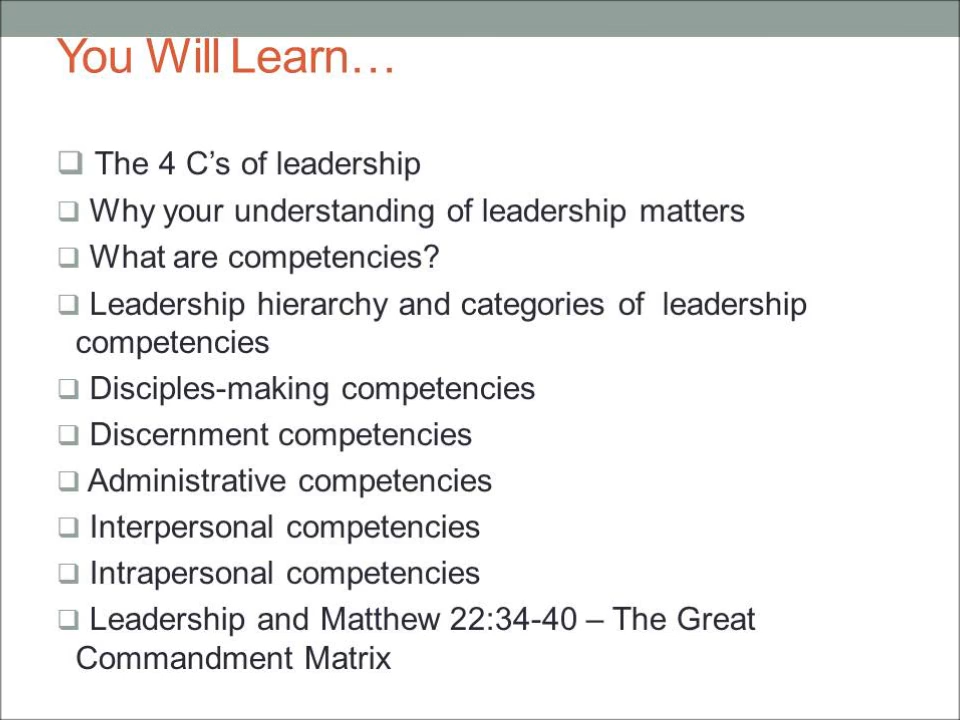 You Will Learn…
❑ The 4 C’s of leadership
❑ Why your understanding of leadership matters
❑ What are competencies?
❑ Leadership hierarchy and categories of leadership
competencies
❑ Disciples-making competencies
❑ Discernment competencies
❑ Administrative competencies
❑ Interpersonal competencies
❑ Intrapersonal competencies
❑ Leadership and Matthew 22:34-40 – The Great
Commandment Matrix